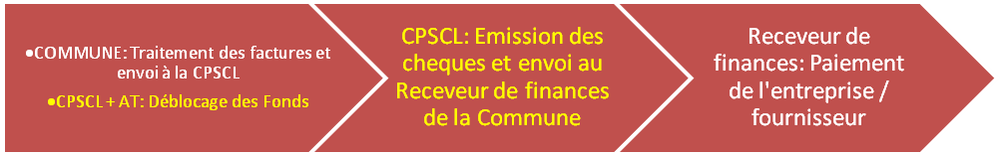 •COMMUNE: Traitement des factures et
envoi à la CPSCL
•CPSCL + AT: Déblocage des Fonds
CPSCL: Emission des
cheques et envoi au
Receveur de finances
de la Commune
Receveur de
finances: Paiement
de l'entreprise /
fournisseur